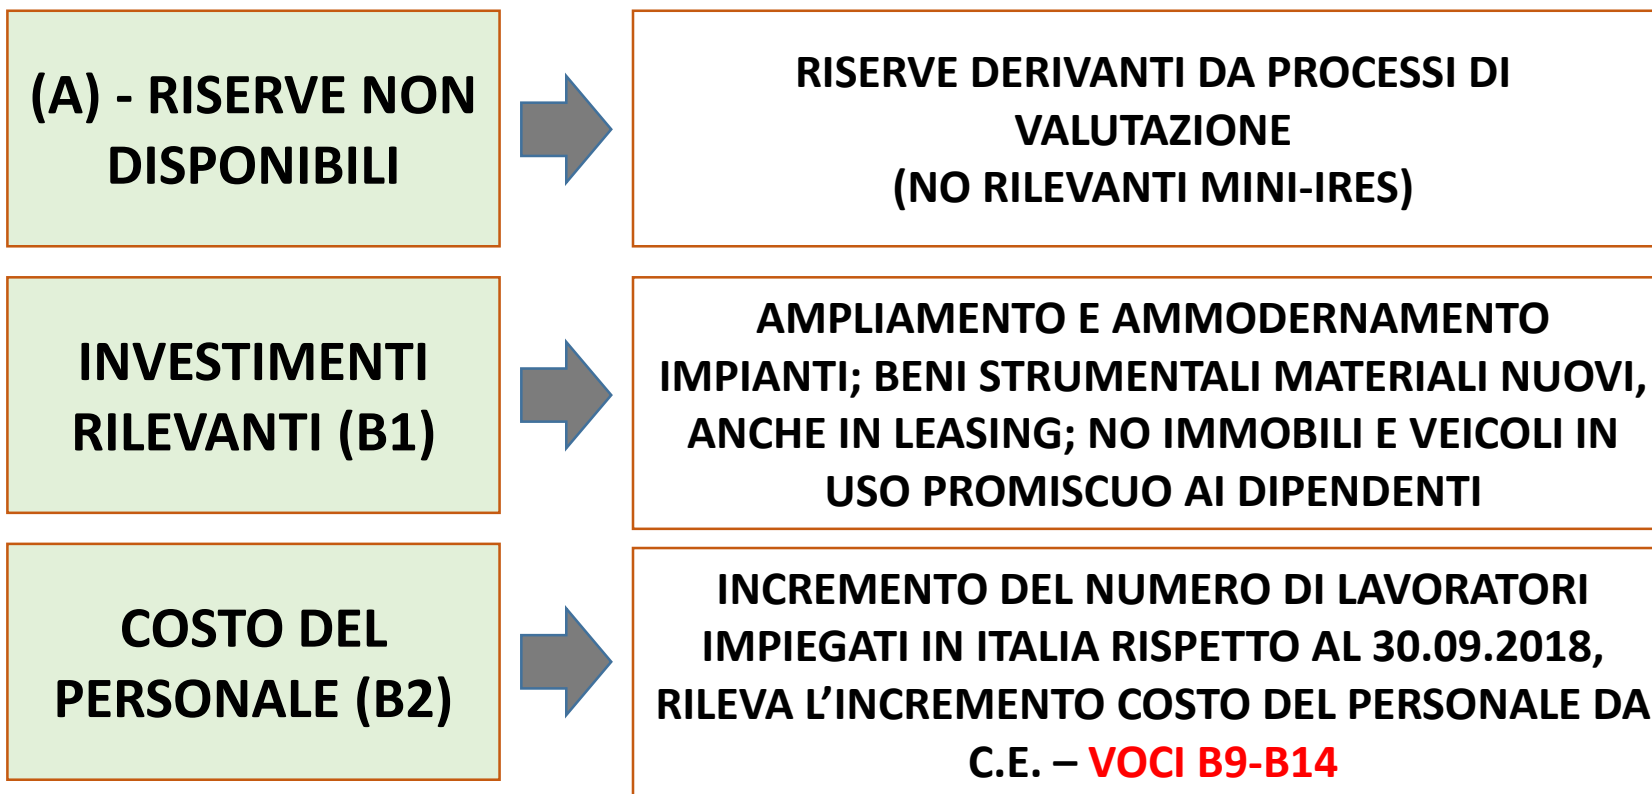 (A) - RISERVE NON
DISPONIBILI
RISERVE DERIVANTI DA PROCESSI DI
VALUTAZIONE
(NO RILEVANTI MINI-IRES)
INVESTIMENTI
RILEVANTI (B1)
AMPLIAMENTO E AMMODERNAMENTO
IMPIANTI; BENI STRUMENTALI MATERIALI NUOVI,
ANCHE IN LEASING; NO IMMOBILI E VEICOLI IN
USO PROMISCUO AI DIPENDENTI
COSTO DEL
PERSONALE (B2)
INCREMENTO DEL NUMERO DI LAVORATORI
IMPIEGATI IN ITALIA RISPETTO AL 30.09.2018,
RILEVA L’INCREMENTO COSTO DEL PERSONALE DA
C.E. – VOCI B9-B14